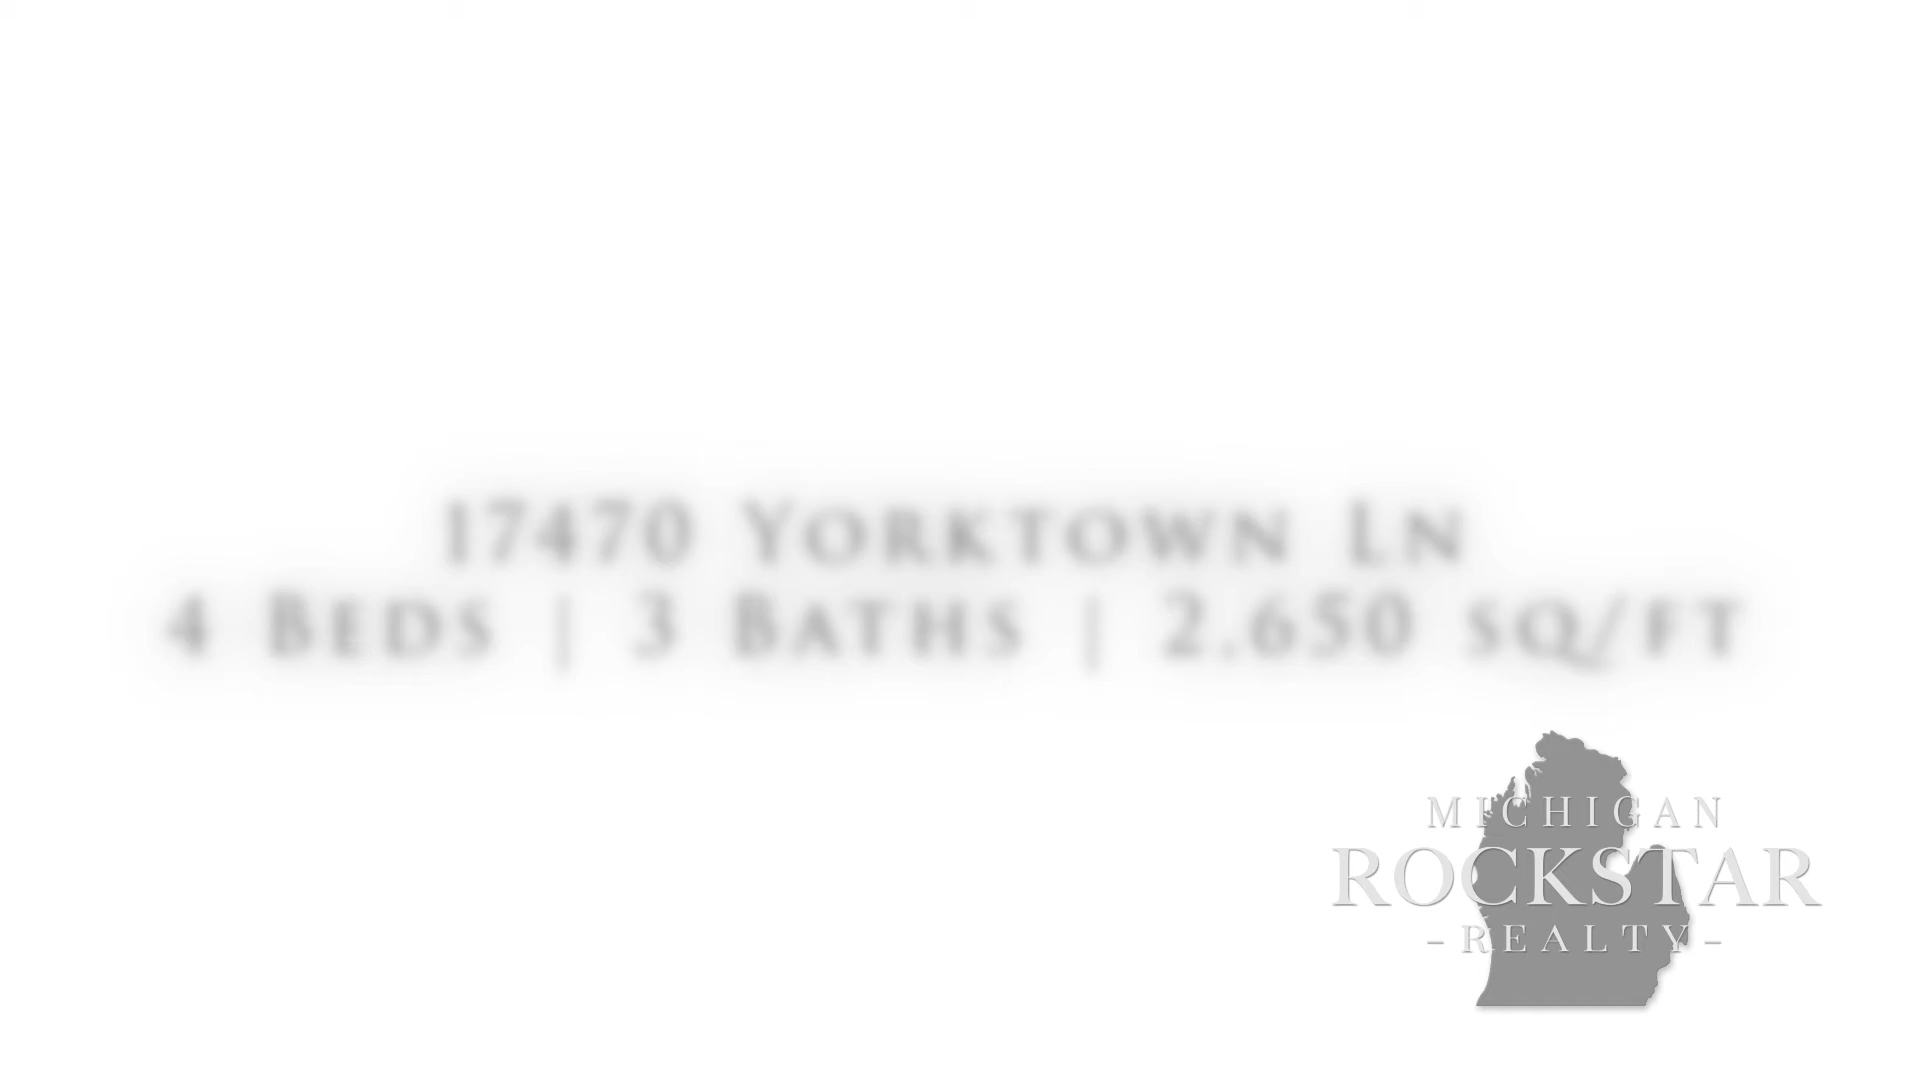 17470 Yorktown Ln
4 Beds | 3 Baths | 2.650 sq/ft
MICHIGAN
ROCKSTAR
-REALTY-